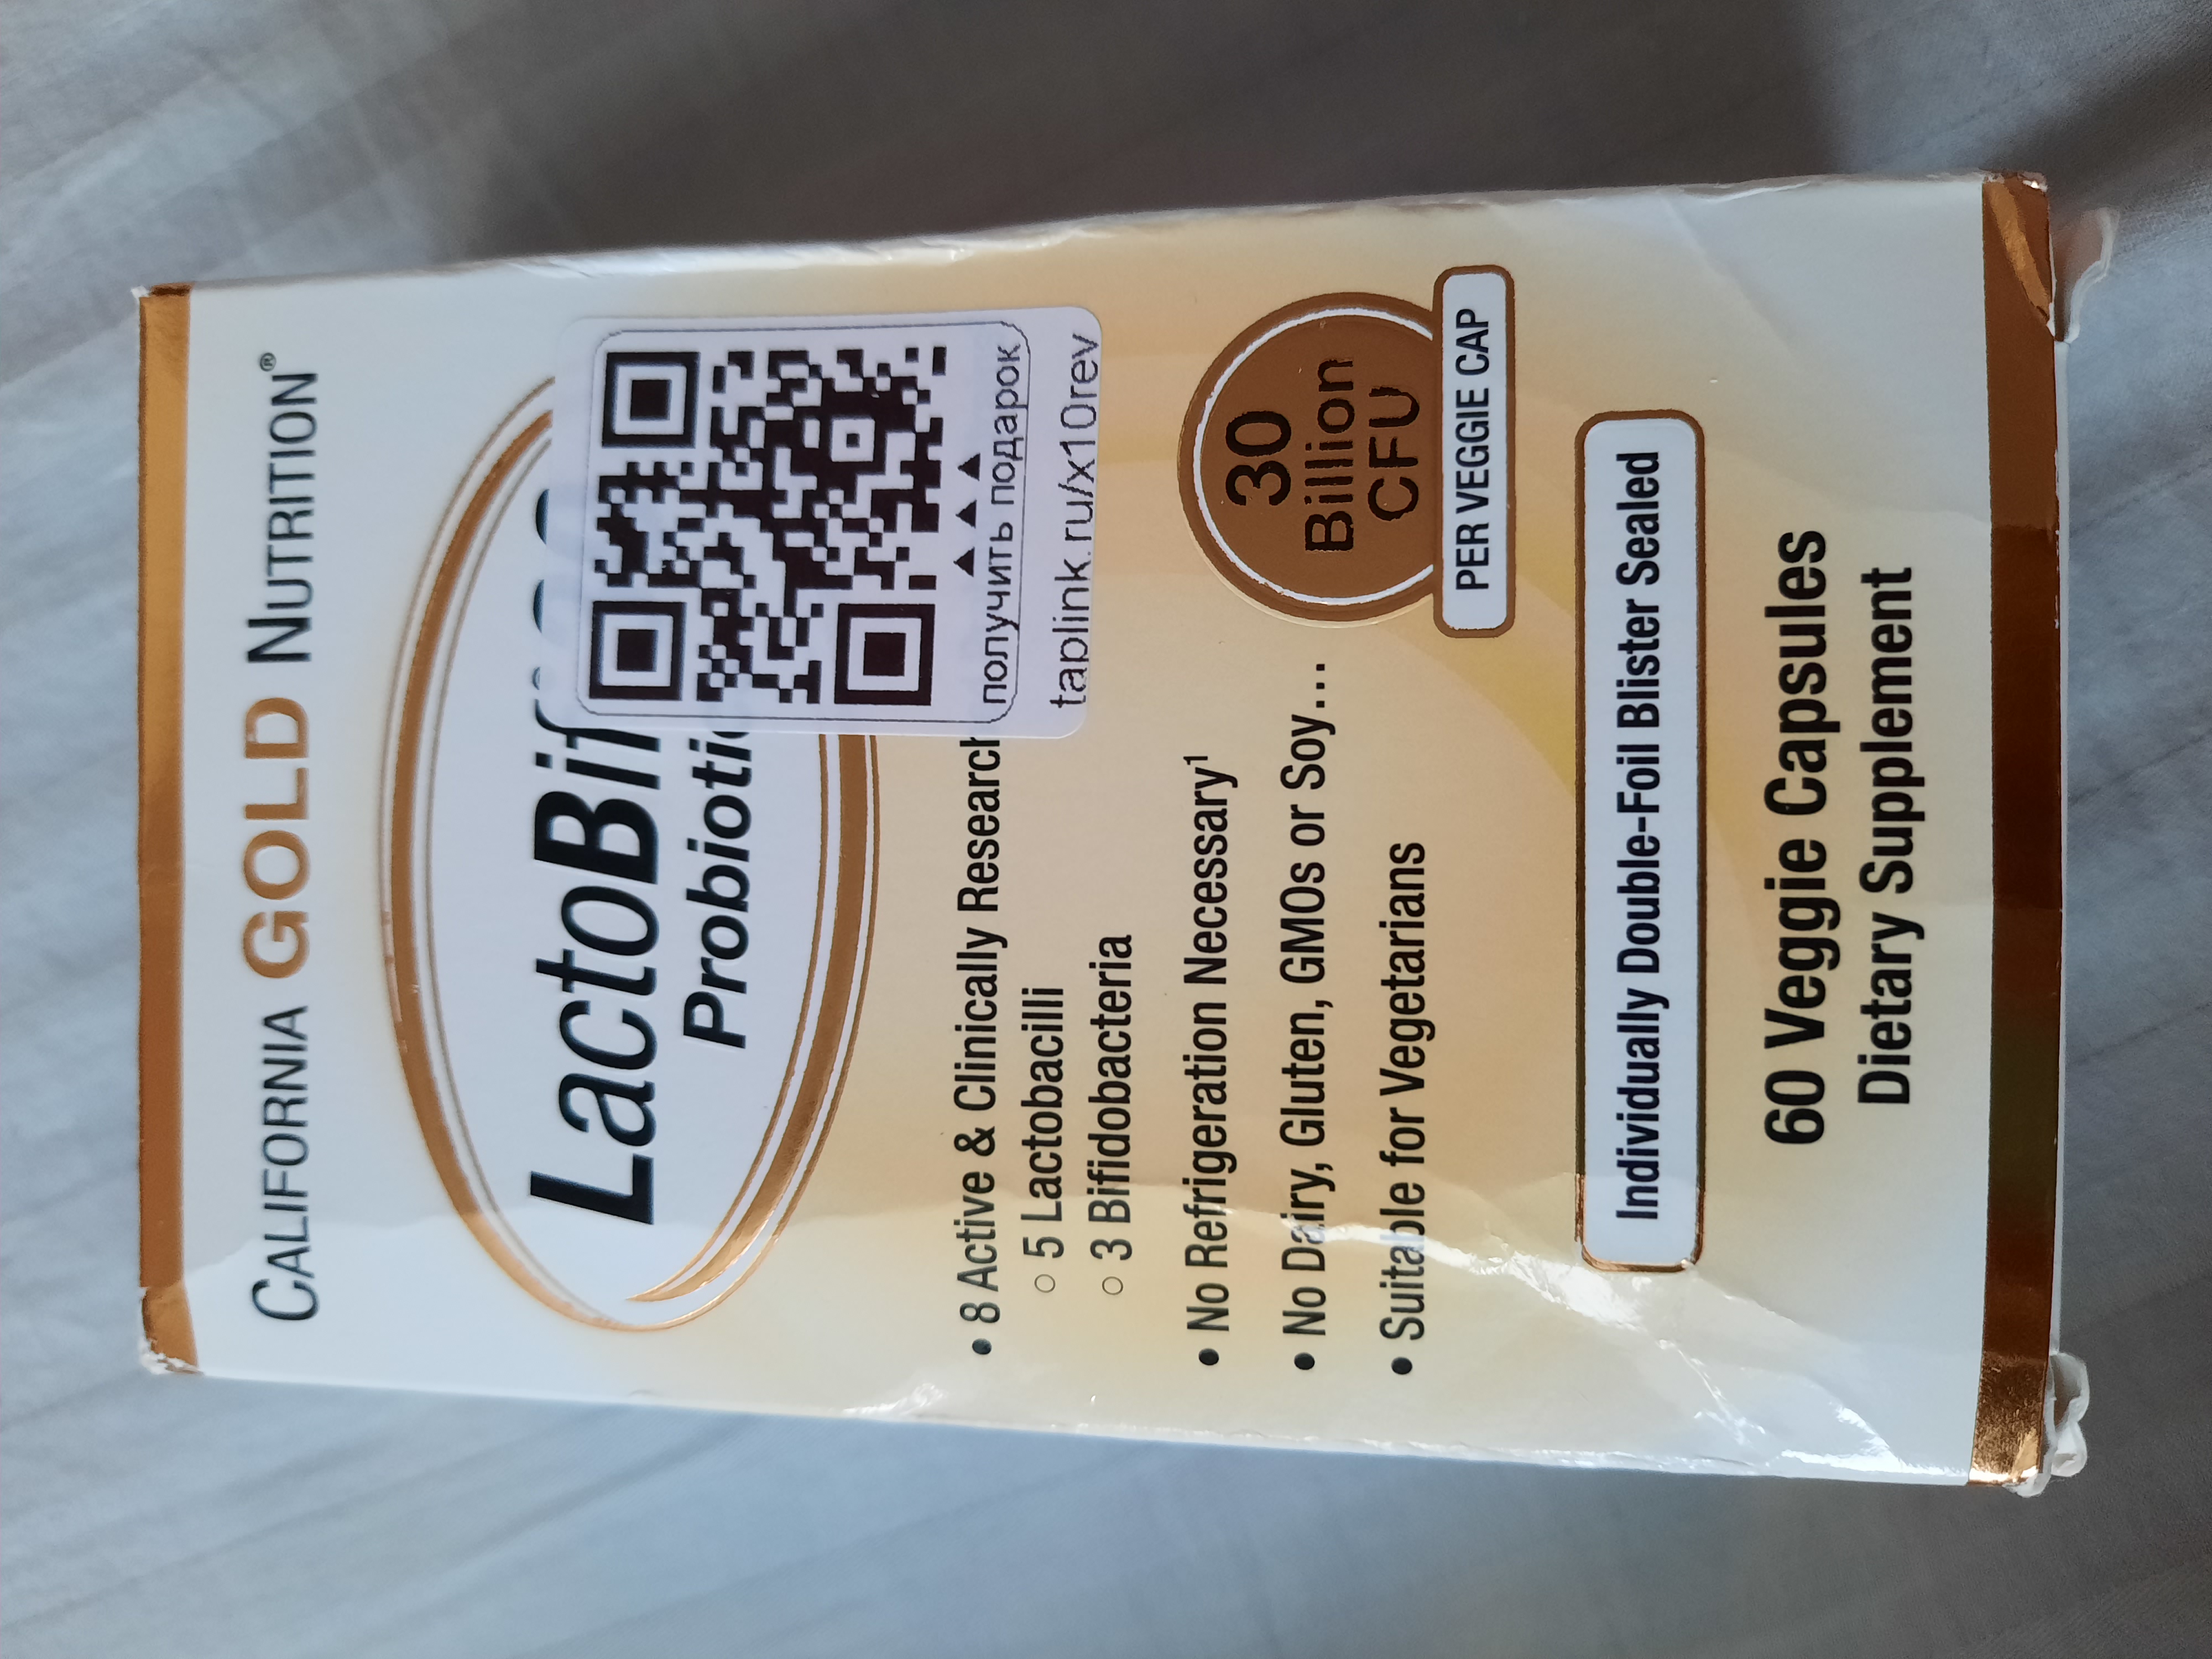 CALIFORNIA GOLD NUTRITION®
LactoBif
Probiotic
получить подарок
taplink.ru/x10rev
• 8 Active & Clinically Research
○ 5 Lactobacilli
○ 3 Bifidobacteria
• No Refrigeration Necessary¹
• No Dairy, Gluten, GMOs or Soy...
• Suitable for Vegetarians
30
Billion
CFU
PER VEGGIE CAP
Individually Double-Foil Blister Sealed
60 Veggie Capsules
Dietary Supplement